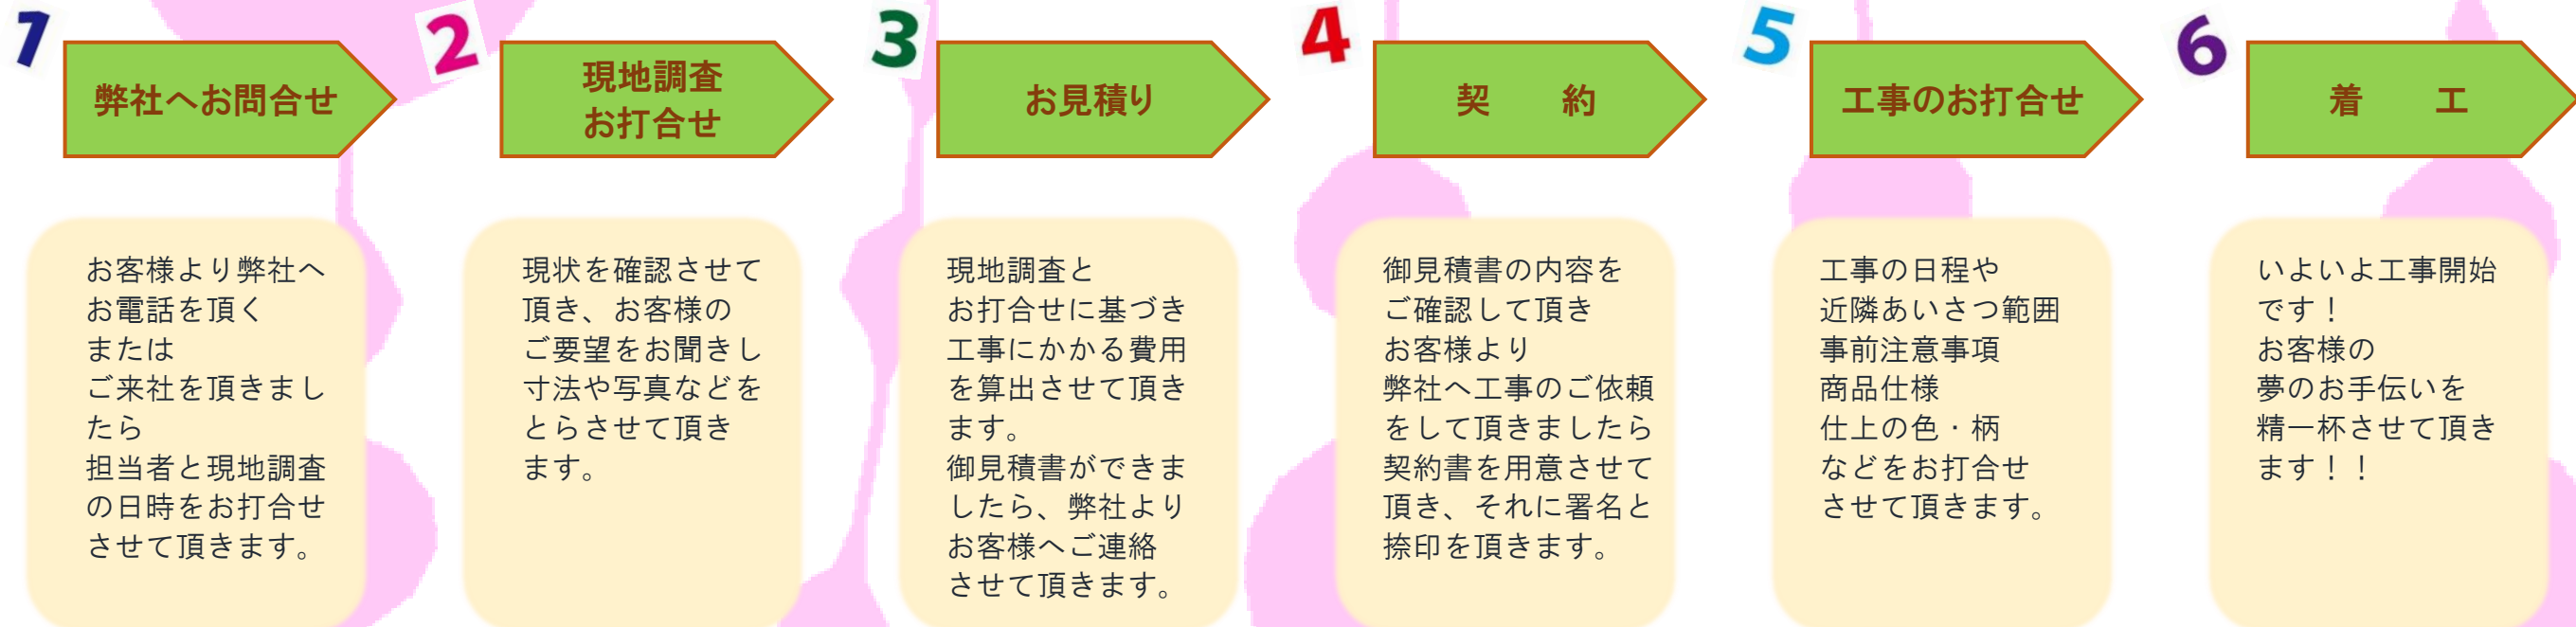 1
弊社へお問合せ
お客様より弊社へ
お電話を頂く
または
ご来社を頂きまし
たら
担当者と現地調査
の日時をお打合せ
させて頂きます。
2
現地調査
お打合せ
現状を確認させて
頂き、お客様の
ご要望をお聞きし
寸法や写真などを
とらさせて頂き
ます。
3
お見積り
現地調査と
お打合せに基づき
工事にかかる費用
を算出させて頂き
ます。
御見積書ができま
したら、弊社より
お客様へご連絡
させて頂きます。
4
契　　約
御見積書の内容を
ご確認して頂き
お客様より
弊社へ工事のご依頼
をして頂きましたら
契約書を用意させて
頂き、それに署名と
捺印を頂きます。
5
工事のお打合せ
工事の日程や
近隣あいさつ範囲
事前注意事項
商品仕様
仕上の色・柄
などをお打合せ
させて頂きます。
6
着　　工
いよいよ工事開始
です！
お客様の
夢のお手伝いを
精一杯させて頂き
ます！！